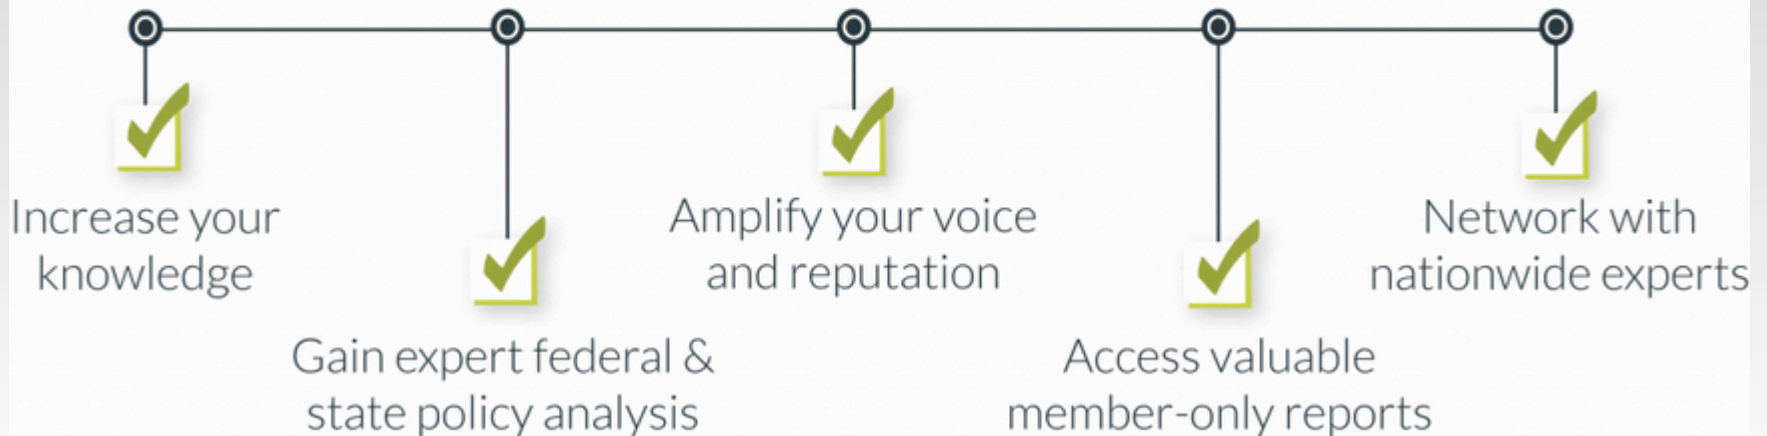 Increase your
knowledge
Gain expert federal &
state policy analysis
Amplify your voice
and reputation
Access valuable
member-only reports
Network with
nationwide experts